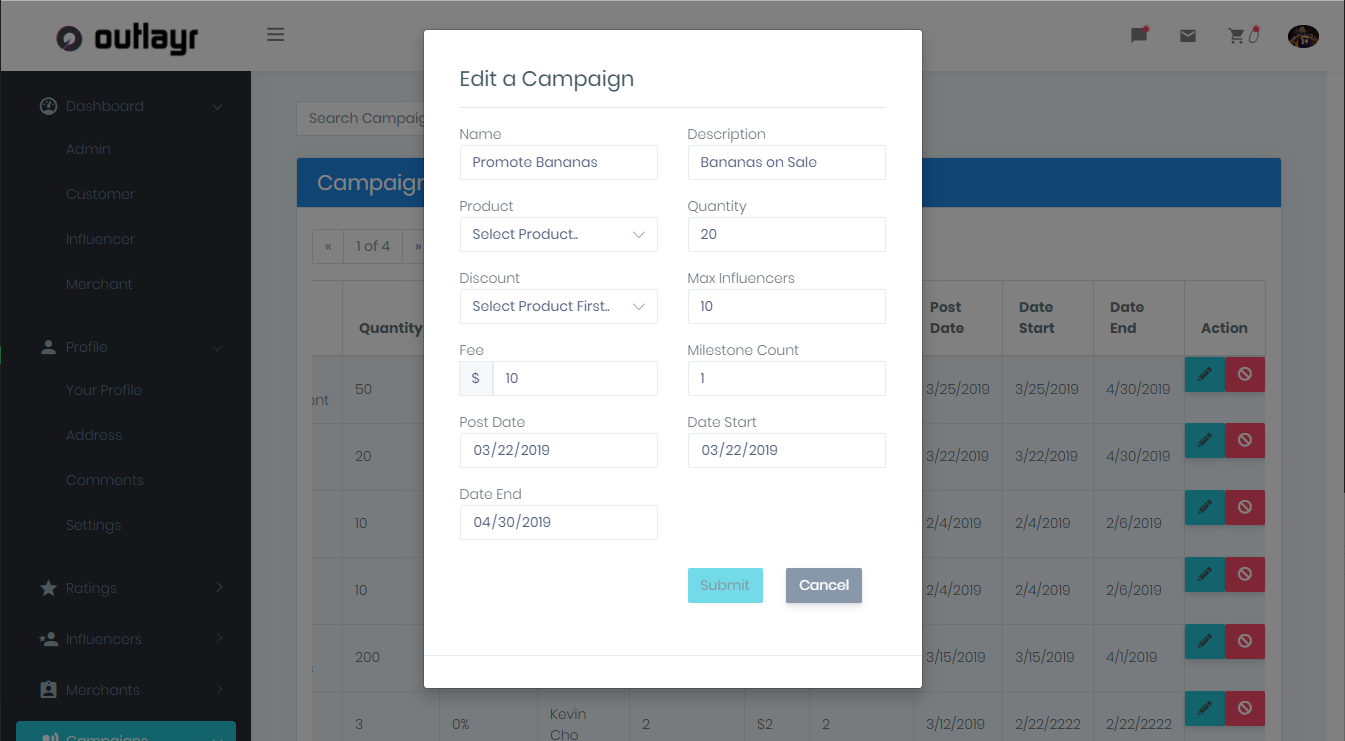 outlayr
Dashboard
Admin
Customer
Influencer
Merchant
Profile
Your Profile
Address
Comments
Settings
Ratings
Influencers
Merchants
Campaigns
Search Campaig
Campaign
« 1 of 4 »
Edit a Campaign
Name Description
Promote Bananas Bananas on Sale
Product Quantity
Select Product.. 20
Discount Max Influencers
Select Product First.. 10
Fee Milestone Count
$ 10 1
Post Date Date Start
03/22/2019 03/22/2019
Date End
04/30/2019
Submit Cancel
Quantity Post Date Date Start Date End Action
ent 50 3/25/2019 3/25/2019 4/30/2019
20 3/22/2019 3/22/2019 4/30/2019
10 2/4/2019 2/4/2019 2/6/2019
10 2/4/2019 2/4/2019 2/6/2019
200 3/15/2019 3/15/2019 4/1/2019
3 0% Kevin Cho 2 $2 2 3/12/2019 2/22/2222 2/22/2222